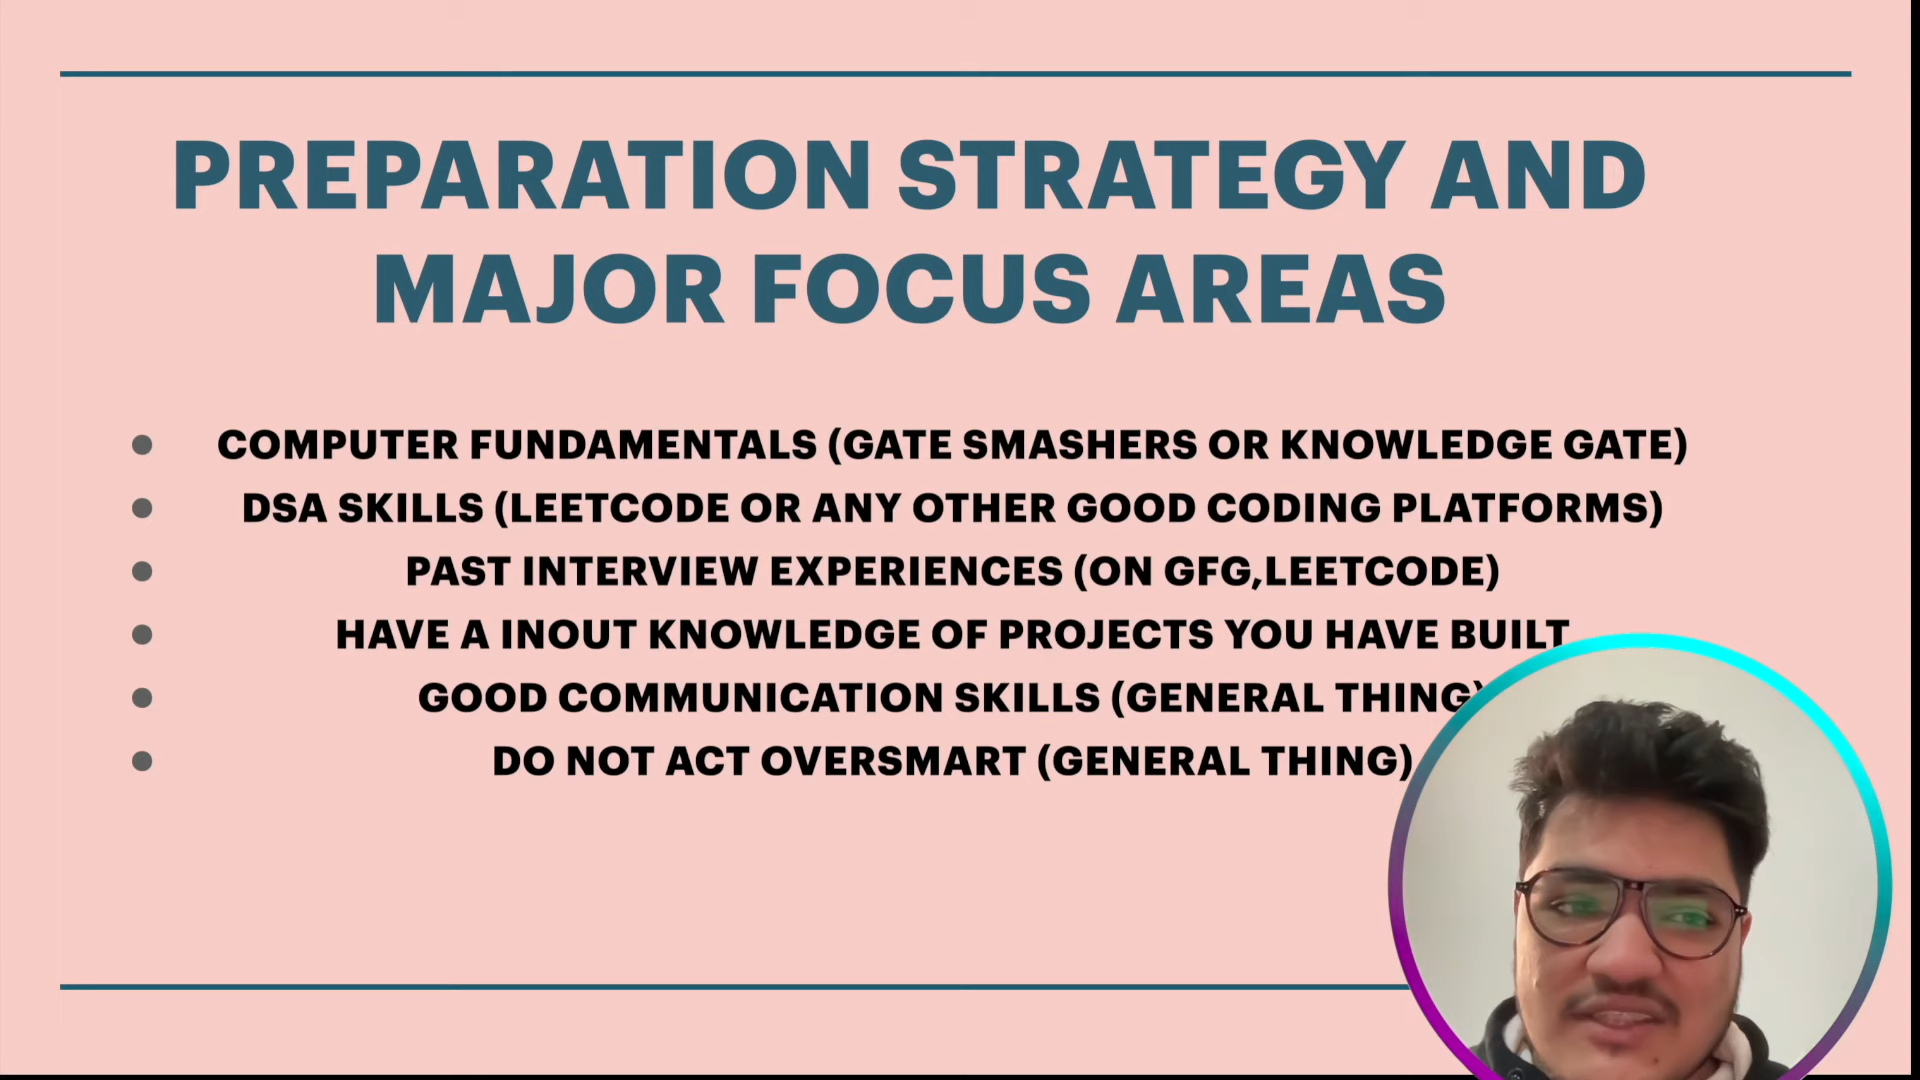 PREPARATION STRATEGY AND
MAJOR FOCUS AREAS
COMPUTER FUNDAMENTALS (GATE SMASHERS OR KNOWLEDGE GATE)
DSA SKILLS (LEETCODE OR ANY OTHER GOOD CODING PLATFORMS)
PAST INTERVIEW EXPERIENCES (ON GFG,LEETCODE)
HAVE A INOUT KNOWLEDGE OF PROJECTS YOU HAVE BUILT
GOOD COMMUNICATION SKILLS (GENERAL THING)
DO NOT ACT OVERSMART (GENERAL THING)